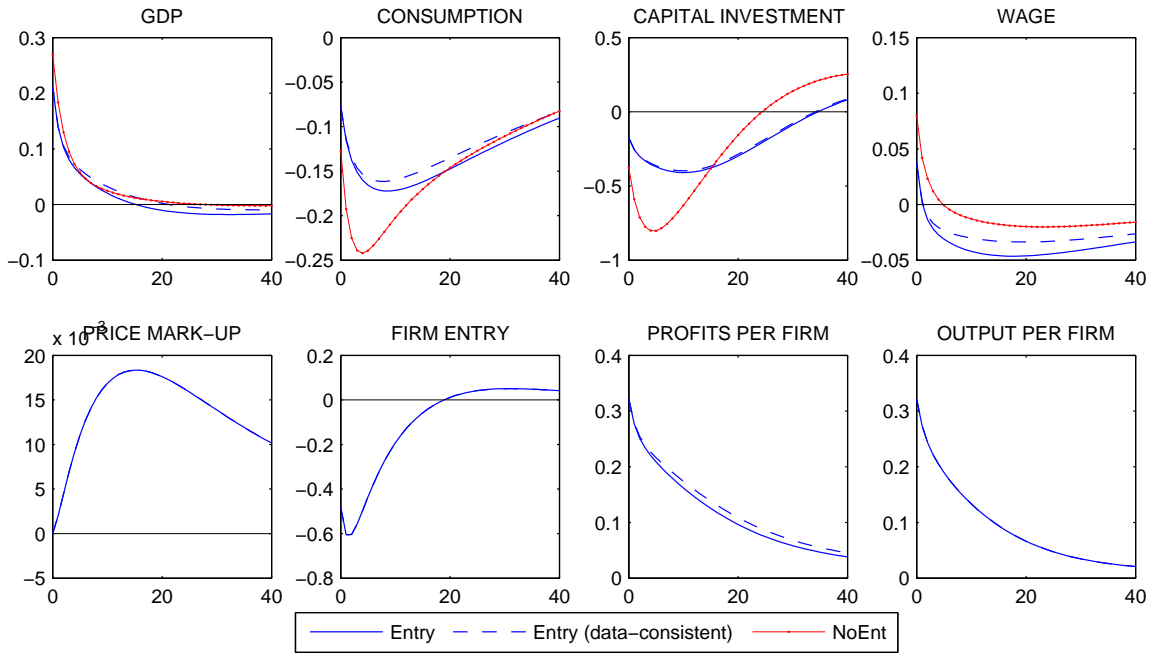 GDP CONSUMPTION CAPITAL INVESTMENT WAGE
0.3 0 0.5 0.15
−0.05
0.2 0.1
0 −0.1
0.1 0.05
−0.15
−0.5
0 0
−0.2
−0.1 −0.25 −1 −0.05
0 20 40 0 20 40 0 20 40 0 20 40
x 10−3
PRICE MARK−UP FIRM ENTRY PROFITS PER FIRM OUTPUT PER FIRM
20 0.2 0.4 0.4
15 0
0.3 0.3
10 −0.2
0.2 0.2
5 −0.4
0.1 0.1
0 −0.6
−5 −0.8 0 0
0 20 40 0 20 40 0 20 40 0 20 40
Entry Entry (data−consistent) NoEnt